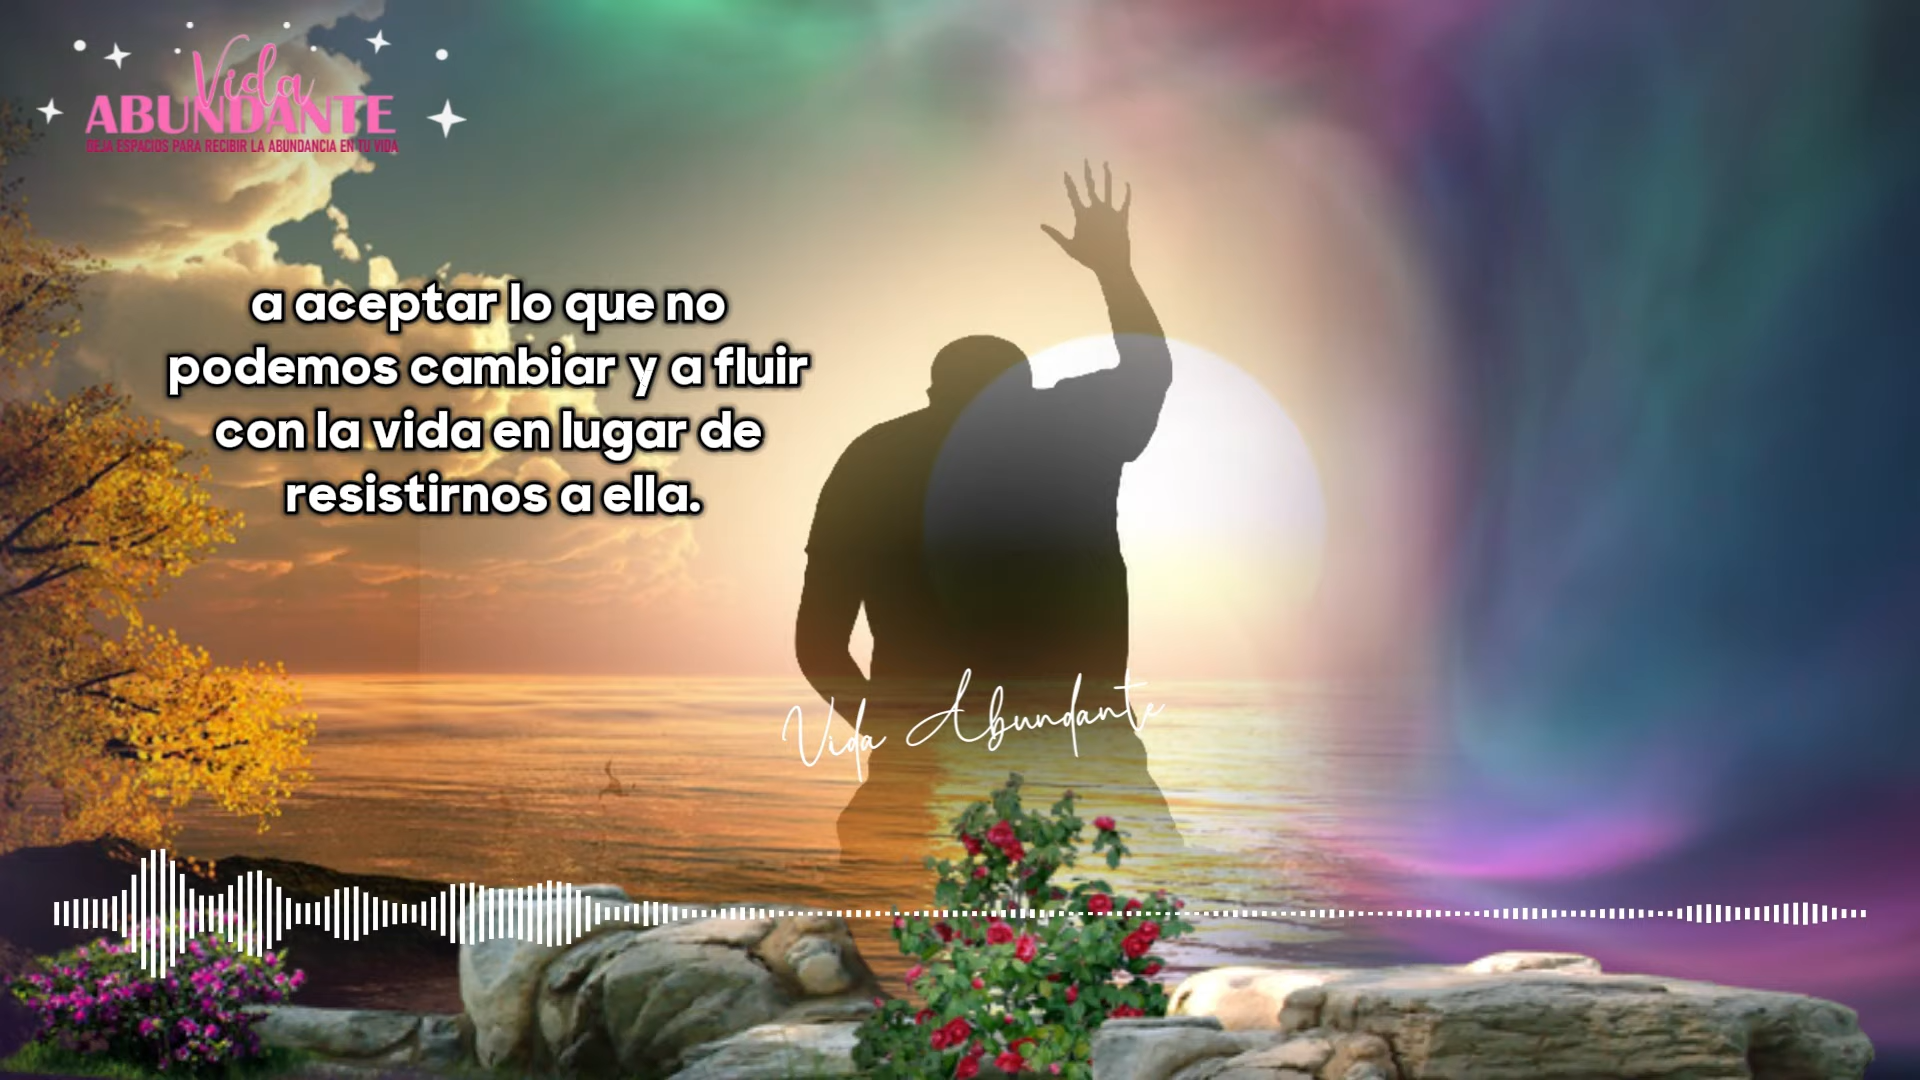 Vida
ABUNDANTE
DEJA ESPACIOS PARA RECIBIR LA ABUNDANCIA EN TU VIDA
a aceptar lo que no
podemos cambiar y a fluir
con la vida en lugar de
resistirnos a ella.
Vida Abundante